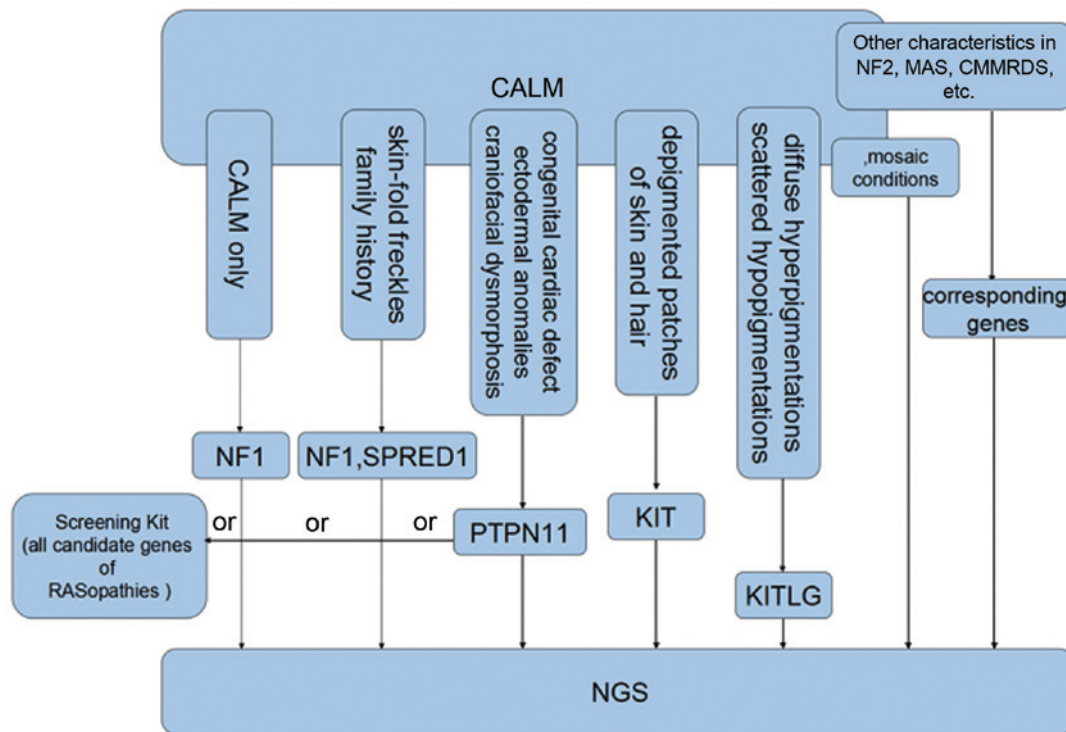 CALM
Other characteristics in
NF2, MAS, CMMRDS,
etc.
CALM only
skin-fold freckles
family history
congenital cardiac defect
ectodermal anomalies
craniofacial dysmorphosis
depigmented patches
of skin and hair
diffuse hyperpigmentations
scattered hypopigmentations
,mosaic
conditions
corresponding
genes
NF1
NF1,SPRED1
PTPN11
KIT
KITLG
or
or
or
Screening Kit
(all candidate genes
of
RASopathies )
NGS